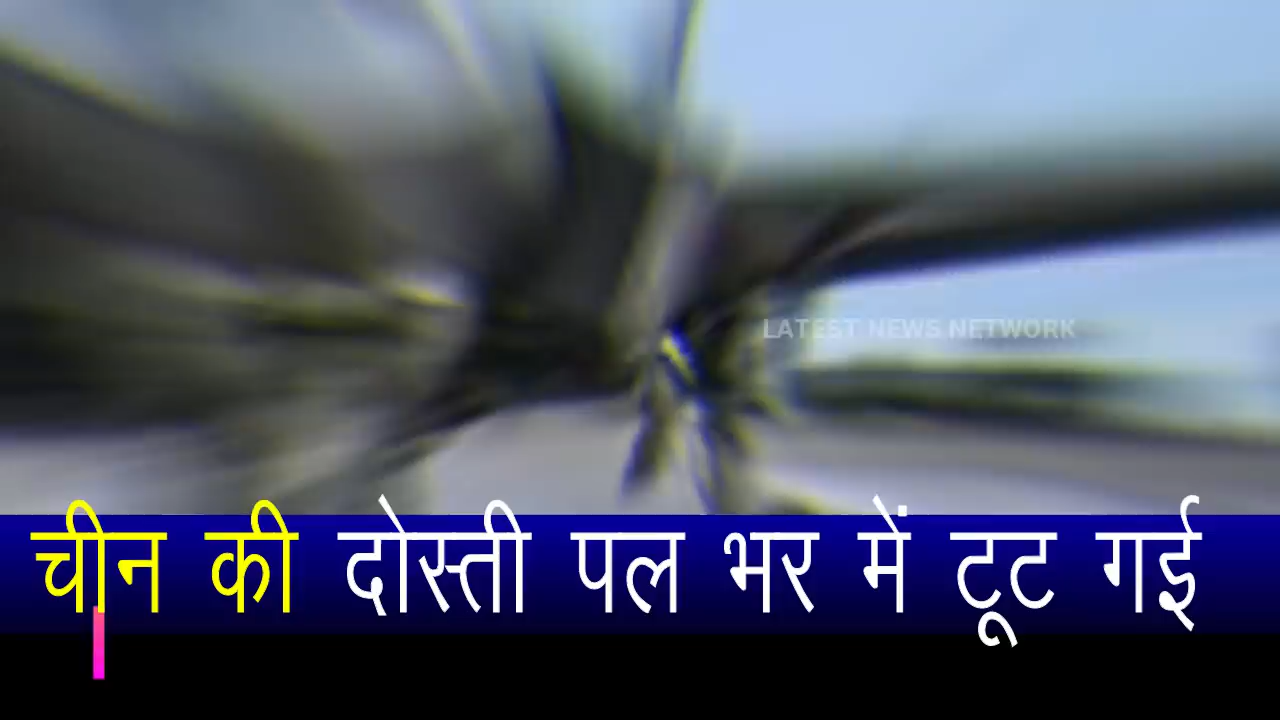 LATEST NEWS NETWORK
चीन की दोस्ती पल भर में टूट गई